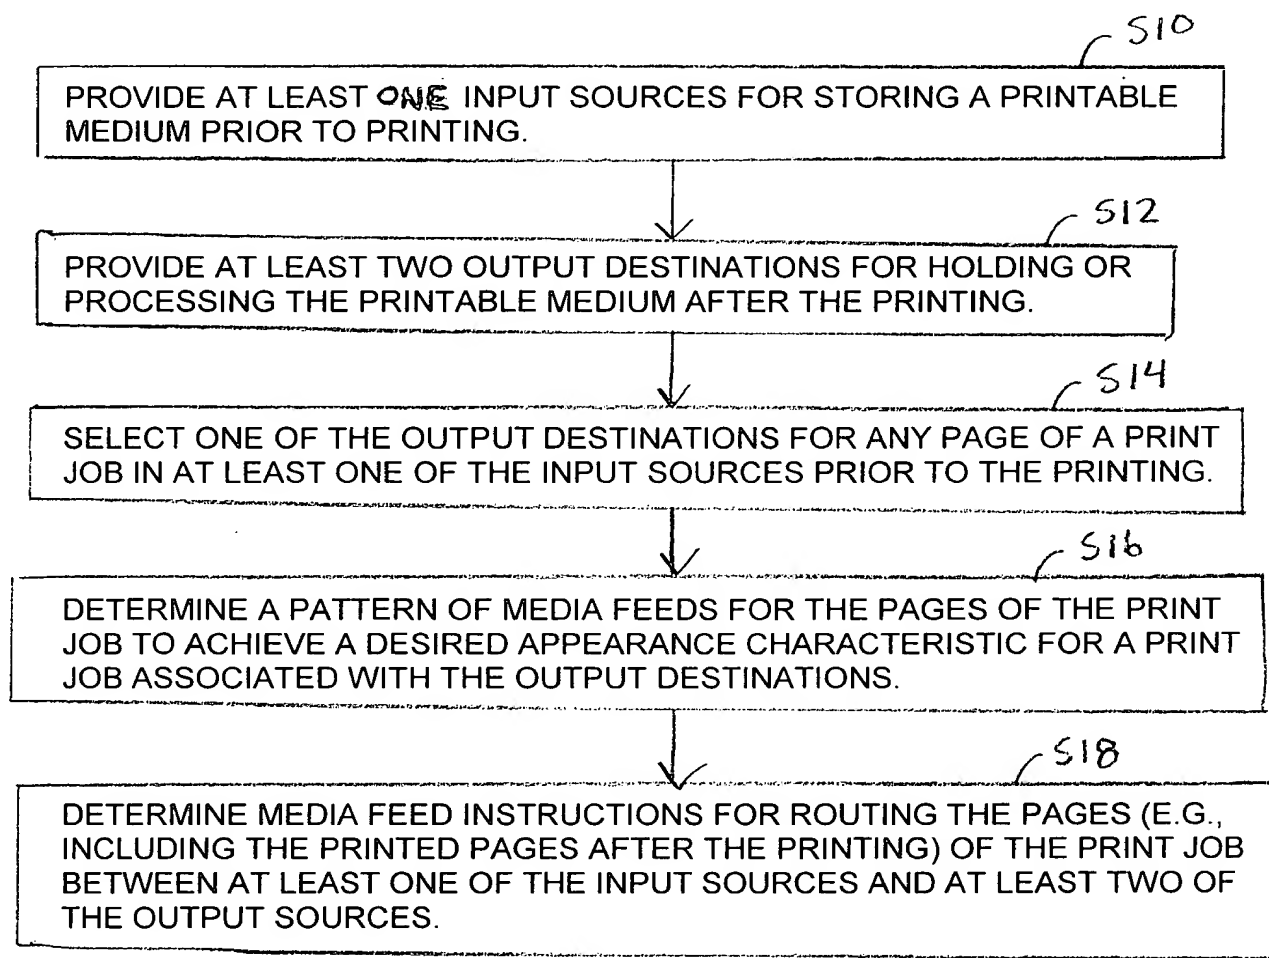 S10
PROVIDE AT LEAST ONE INPUT SOURCES FOR STORING A PRINTABLE
MEDIUM PRIOR TO PRINTING.
S12
PROVIDE AT LEAST TWO OUTPUT DESTINATIONS FOR HOLDING OR
PROCESSING THE PRINTABLE MEDIUM AFTER THE PRINTING.
S14
SELECT ONE OF THE OUTPUT DESTINATIONS FOR ANY PAGE OF A PRINT
JOB IN AT LEAST ONE OF THE INPUT SOURCES PRIOR TO THE PRINTING.
S16
DETERMINE A PATTERN OF MEDIA FEEDS FOR THE PAGES OF THE PRINT
JOB TO ACHIEVE A DESIRED APPEARANCE CHARACTERISTIC FOR A PRINT
JOB ASSOCIATED WITH THE OUTPUT DESTINATIONS.
S18
DETERMINE MEDIA FEED INSTRUCTIONS FOR ROUTING THE PAGES (E.G.,
INCLUDING THE PRINTED PAGES AFTER THE PRINTING) OF THE PRINT JOB
BETWEEN AT LEAST ONE OF THE INPUT SOURCES AND AT LEAST TWO OF
THE OUTPUT SOURCES.